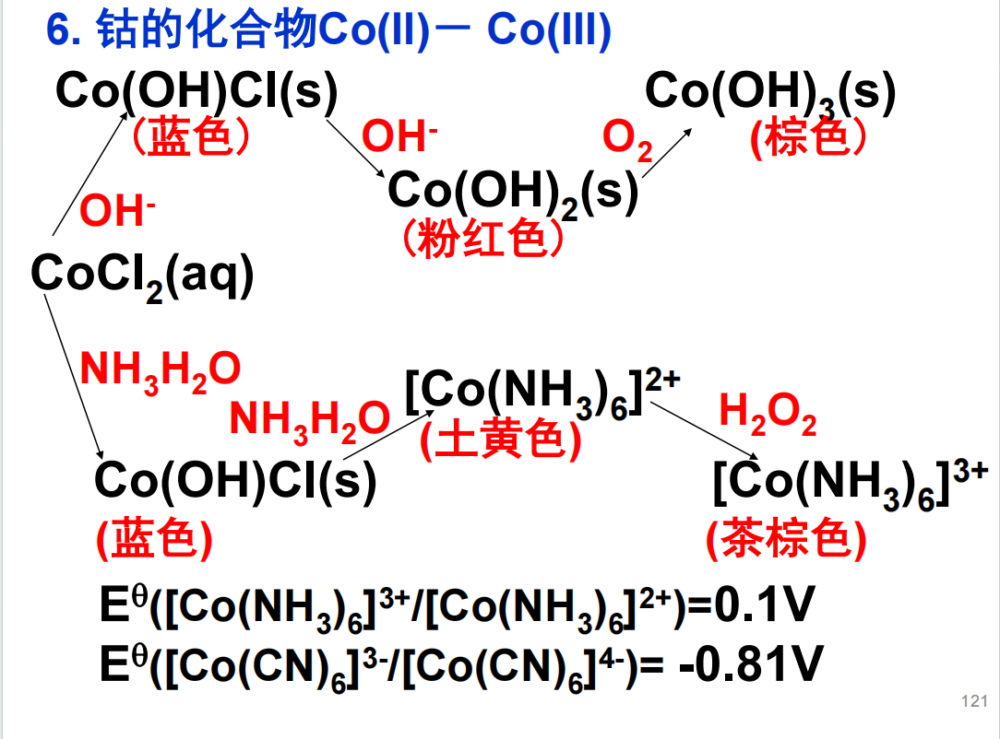 6. 钴的化合物Co(II)－ Co(III)
Co(OH)Cl(s)
Co(OH)₃(s)
(蓝色)
OH⁻
O₂
(棕色)
Co(OH)₂(s)
OH⁻
(粉红色)
CoCl₂(aq)
NH₃H₂O
[Co(NH₃)₆]²⁺
NH₃H₂O
H₂O₂
(土黄色)
Co(OH)Cl(s)
[Co(NH₃)₆]³⁺
(蓝色)
(茶棕色)
Eᶿ([Co(NH₃)₆]³⁺/[Co(NH₃)₆]²⁺)=0.1V
Eᶿ([Co(CN)₆]³⁻/[Co(CN)₆]⁴⁻)= -0.81V
121